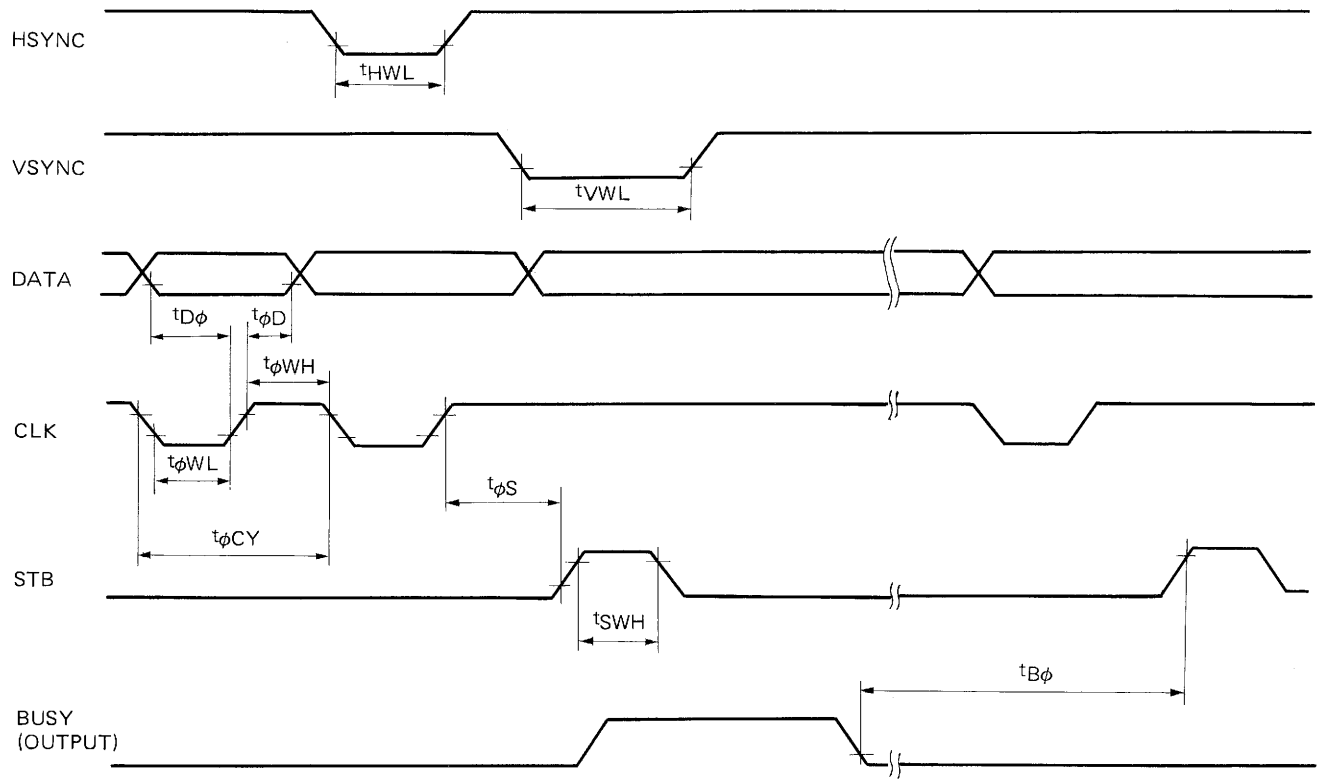 HSYNC
tHWL
VSYNC
tVWL
DATA
tDϕ
tϕD
tϕWH
CLK
tϕWL
tϕS
tϕCY
STB
tSWH
tBϕ
BUSY
(OUTPUT)